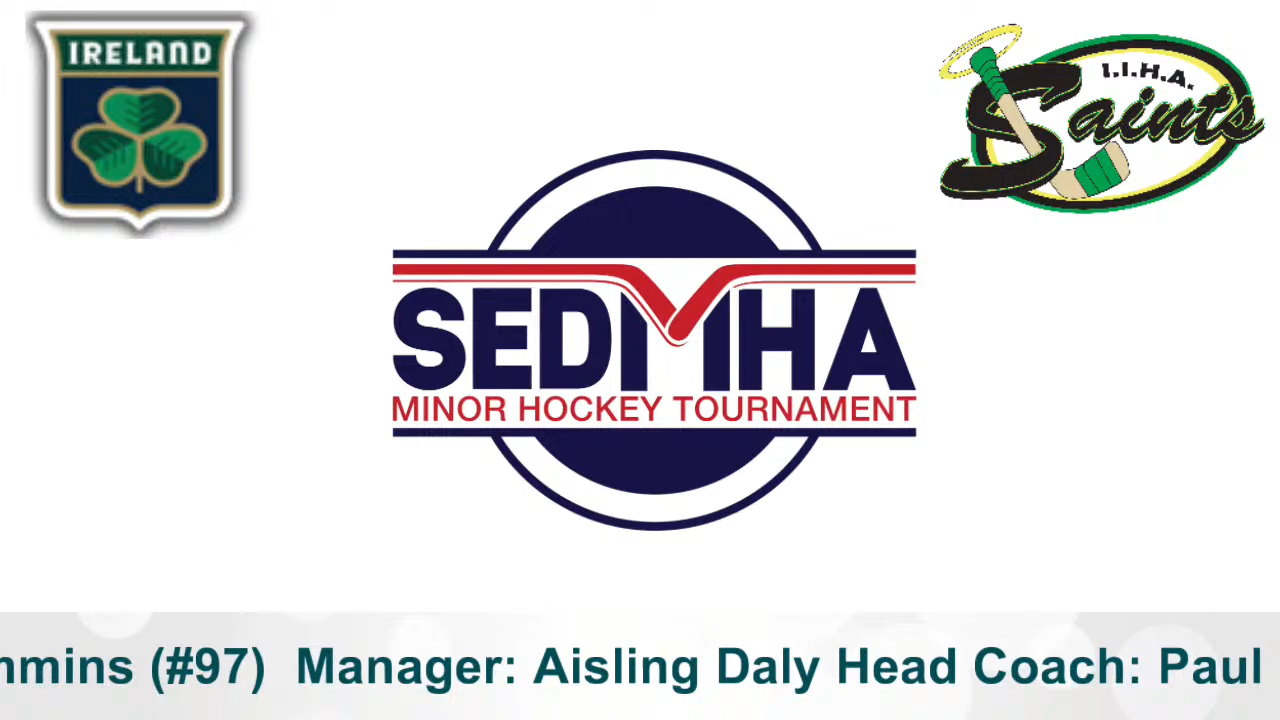 IRELAND
I.I.H.A.
Saints
SEDMHA
MINOR HOCKEY TOURNAMENT
mmins (#97) Manager: Aisling Daly Head Coach: Paul